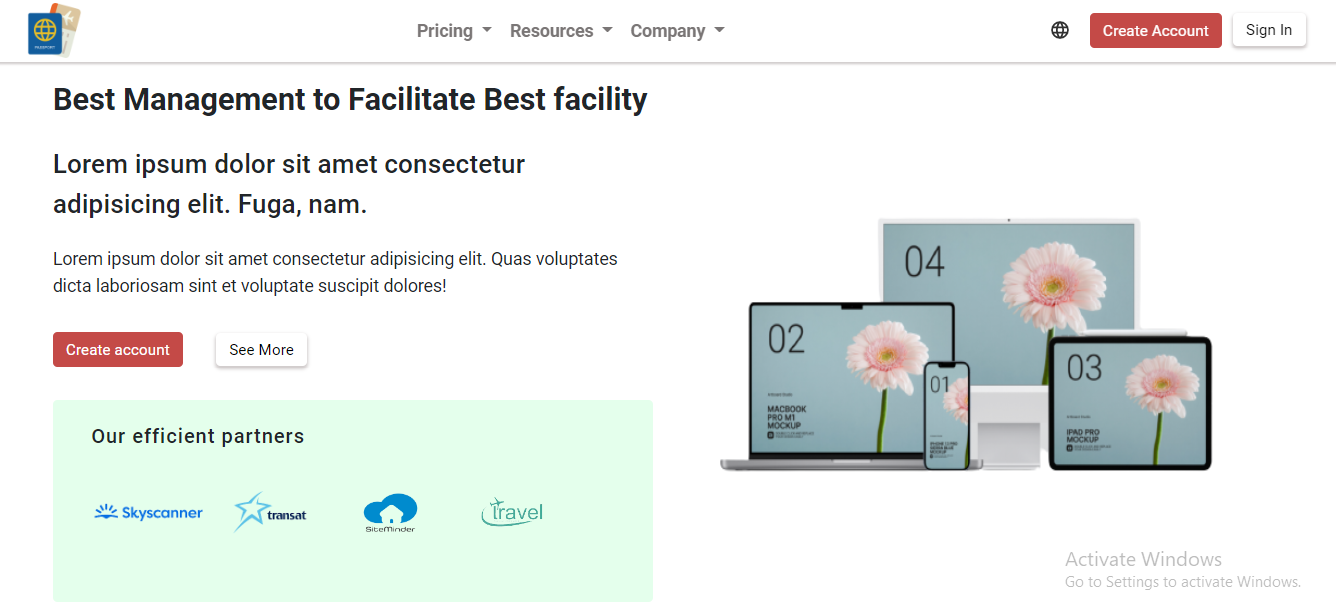 PASSPORT
Pricing
Resources
Company
Create Account
Sign In
Best Management to Facilitate Best facility
Lorem ipsum dolor sit amet consectetur
adipisicing elit. Fuga, nam.
Lorem ipsum dolor sit amet consectetur adipisicing elit. Quas voluptates
dicta laboriosam sint et voluptate suscipit dolores!
Create account
See More
Our efficient partners
Skyscanner
transat
SiteMinder
travel
04
02
MACBOOK
PRO M1
MOCKUP
01
03
IPAD PRO
MOCKUP
Activate Windows
Go to Settings to activate Windows.